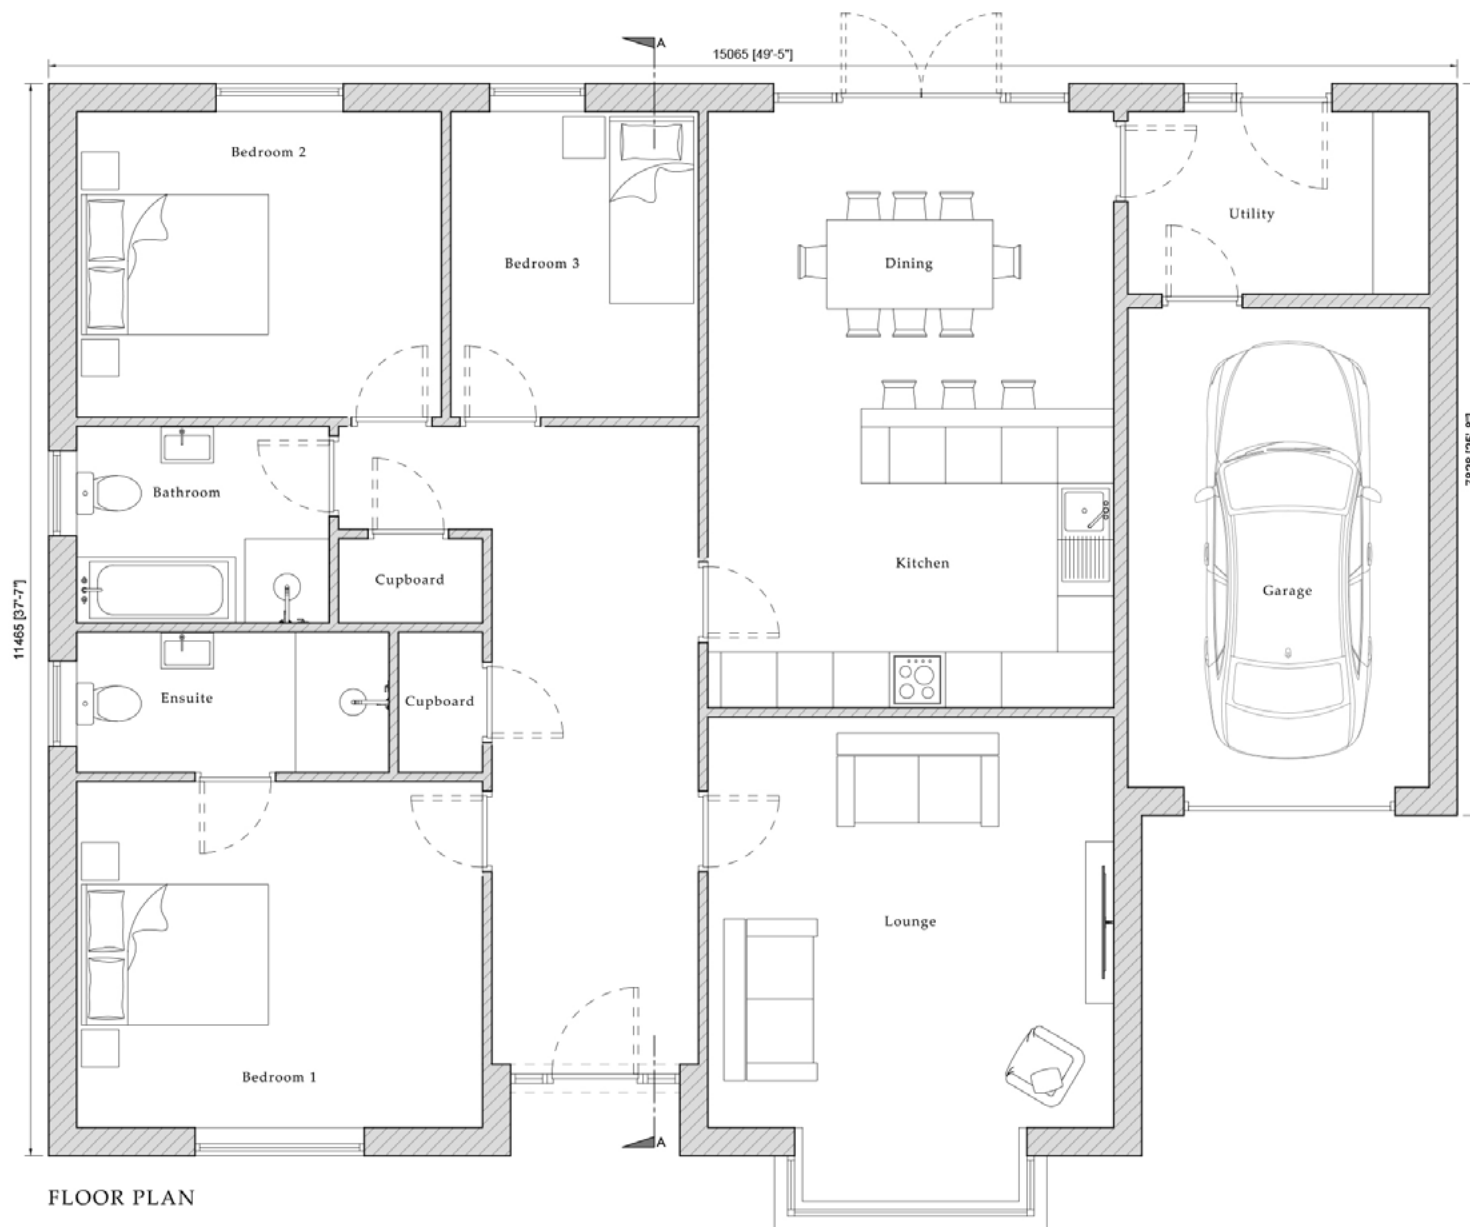 A
15065 [49'-5"]
Bedroom 2
Bedroom 3
Dining
Utility
Bathroom
Cupboard
Kitchen
Garage
11465 [37'-7"]
Ensuite
Cupboard
Lounge
Bedroom 1
A
FLOOR PLAN